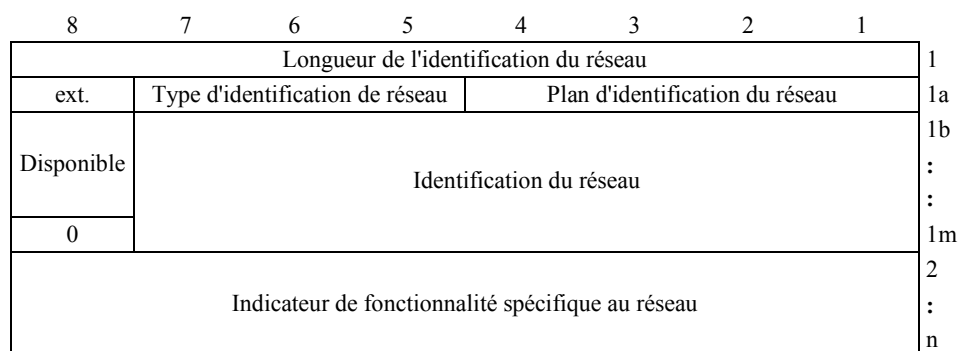 8 7 6 5 4 3 2 1
Longueur de l'identification du réseau 1
ext. Type d'identification de réseau Plan d'identification du réseau 1a
1b
Disponible Identification du réseau :
:
0 1m
2
Indicateur de fonctionnalité spécifique au réseau :
n